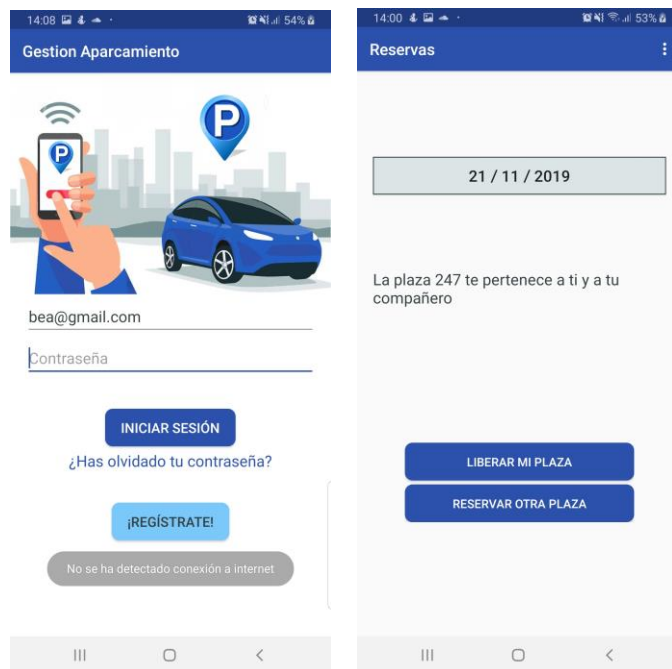 14:08
54%
Gestion Aparcamiento
P
P
bea@gmail.com
Contraseña
INICIAR SESIÓN
¿Has olvidado tu contraseña?
¡REGÍSTRATE!
No se ha detectado conexión a internet
14:00
53%
Reservas
21 / 11 / 2019
La plaza 247 te pertenece a ti y a tu
compañero
LIBERAR MI PLAZA
RESERVAR OTRA PLAZA